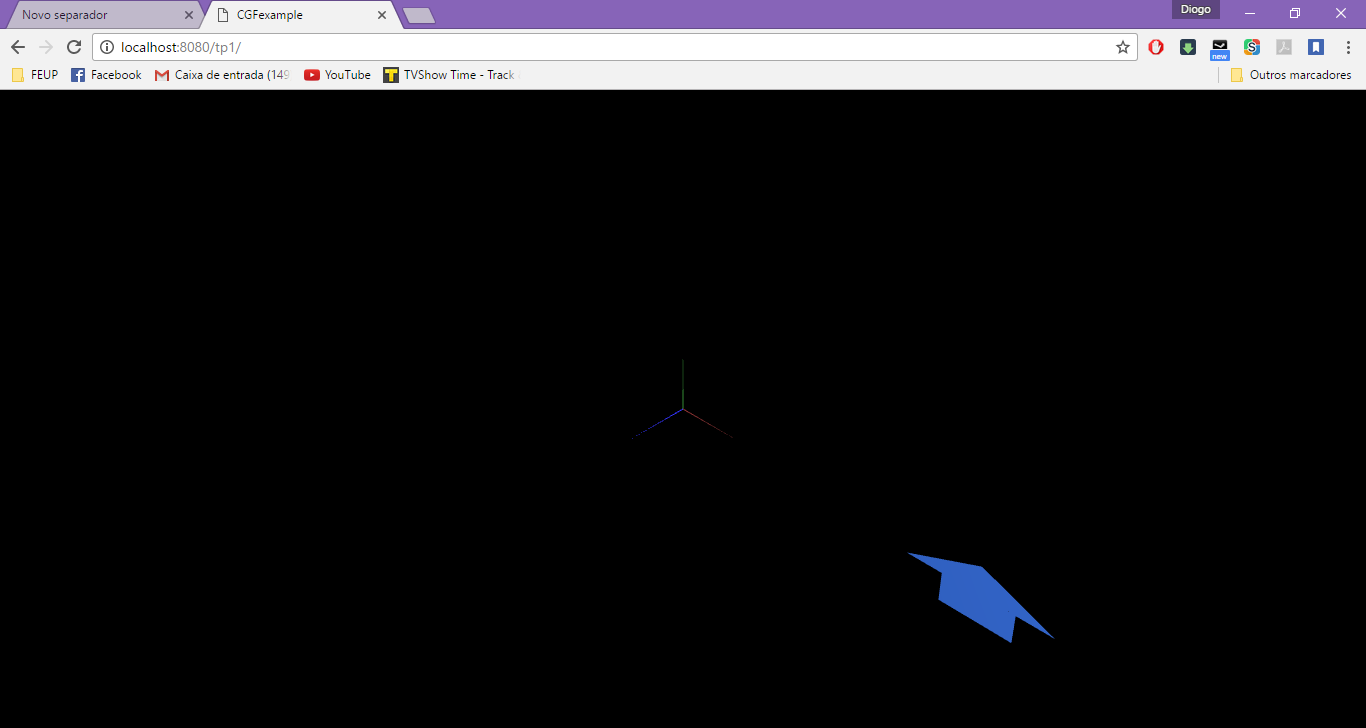 Novo separador
CGFexample
Diogo
localhost:8080/tp1/
new
FEUP
Facebook
Caixa de entrada (149
YouTube
TVShow Time - Track
Outros marcadores